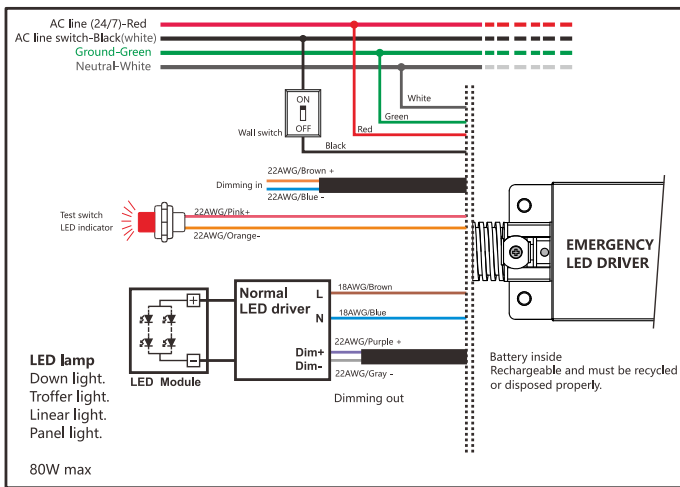 AC line (24/7)-Red
AC line switch-Black(white)
Ground-Green
Neutral-White
White
Green
Red
Black
ON
OFF
Wall switch
22AWG/Brown +
Dimming in
22AWG/Blue -
Test switch
LED indicator
22AWG/Pink+
22AWG/Orange-
EMERGENCY
LED DRIVER
Normal
LED driver
L
N
Dim+
Dim-
18AWG/Brown
18AWG/Blue
22AWG/Purple +
22AWG/Gray -
Dimming out
+
-
LED Module
LED lamp
Down light.
Troffer light.
Linear light.
Panel light.
80W max
Battery inside
Rechargeable and must be recycled
or disposed properly.